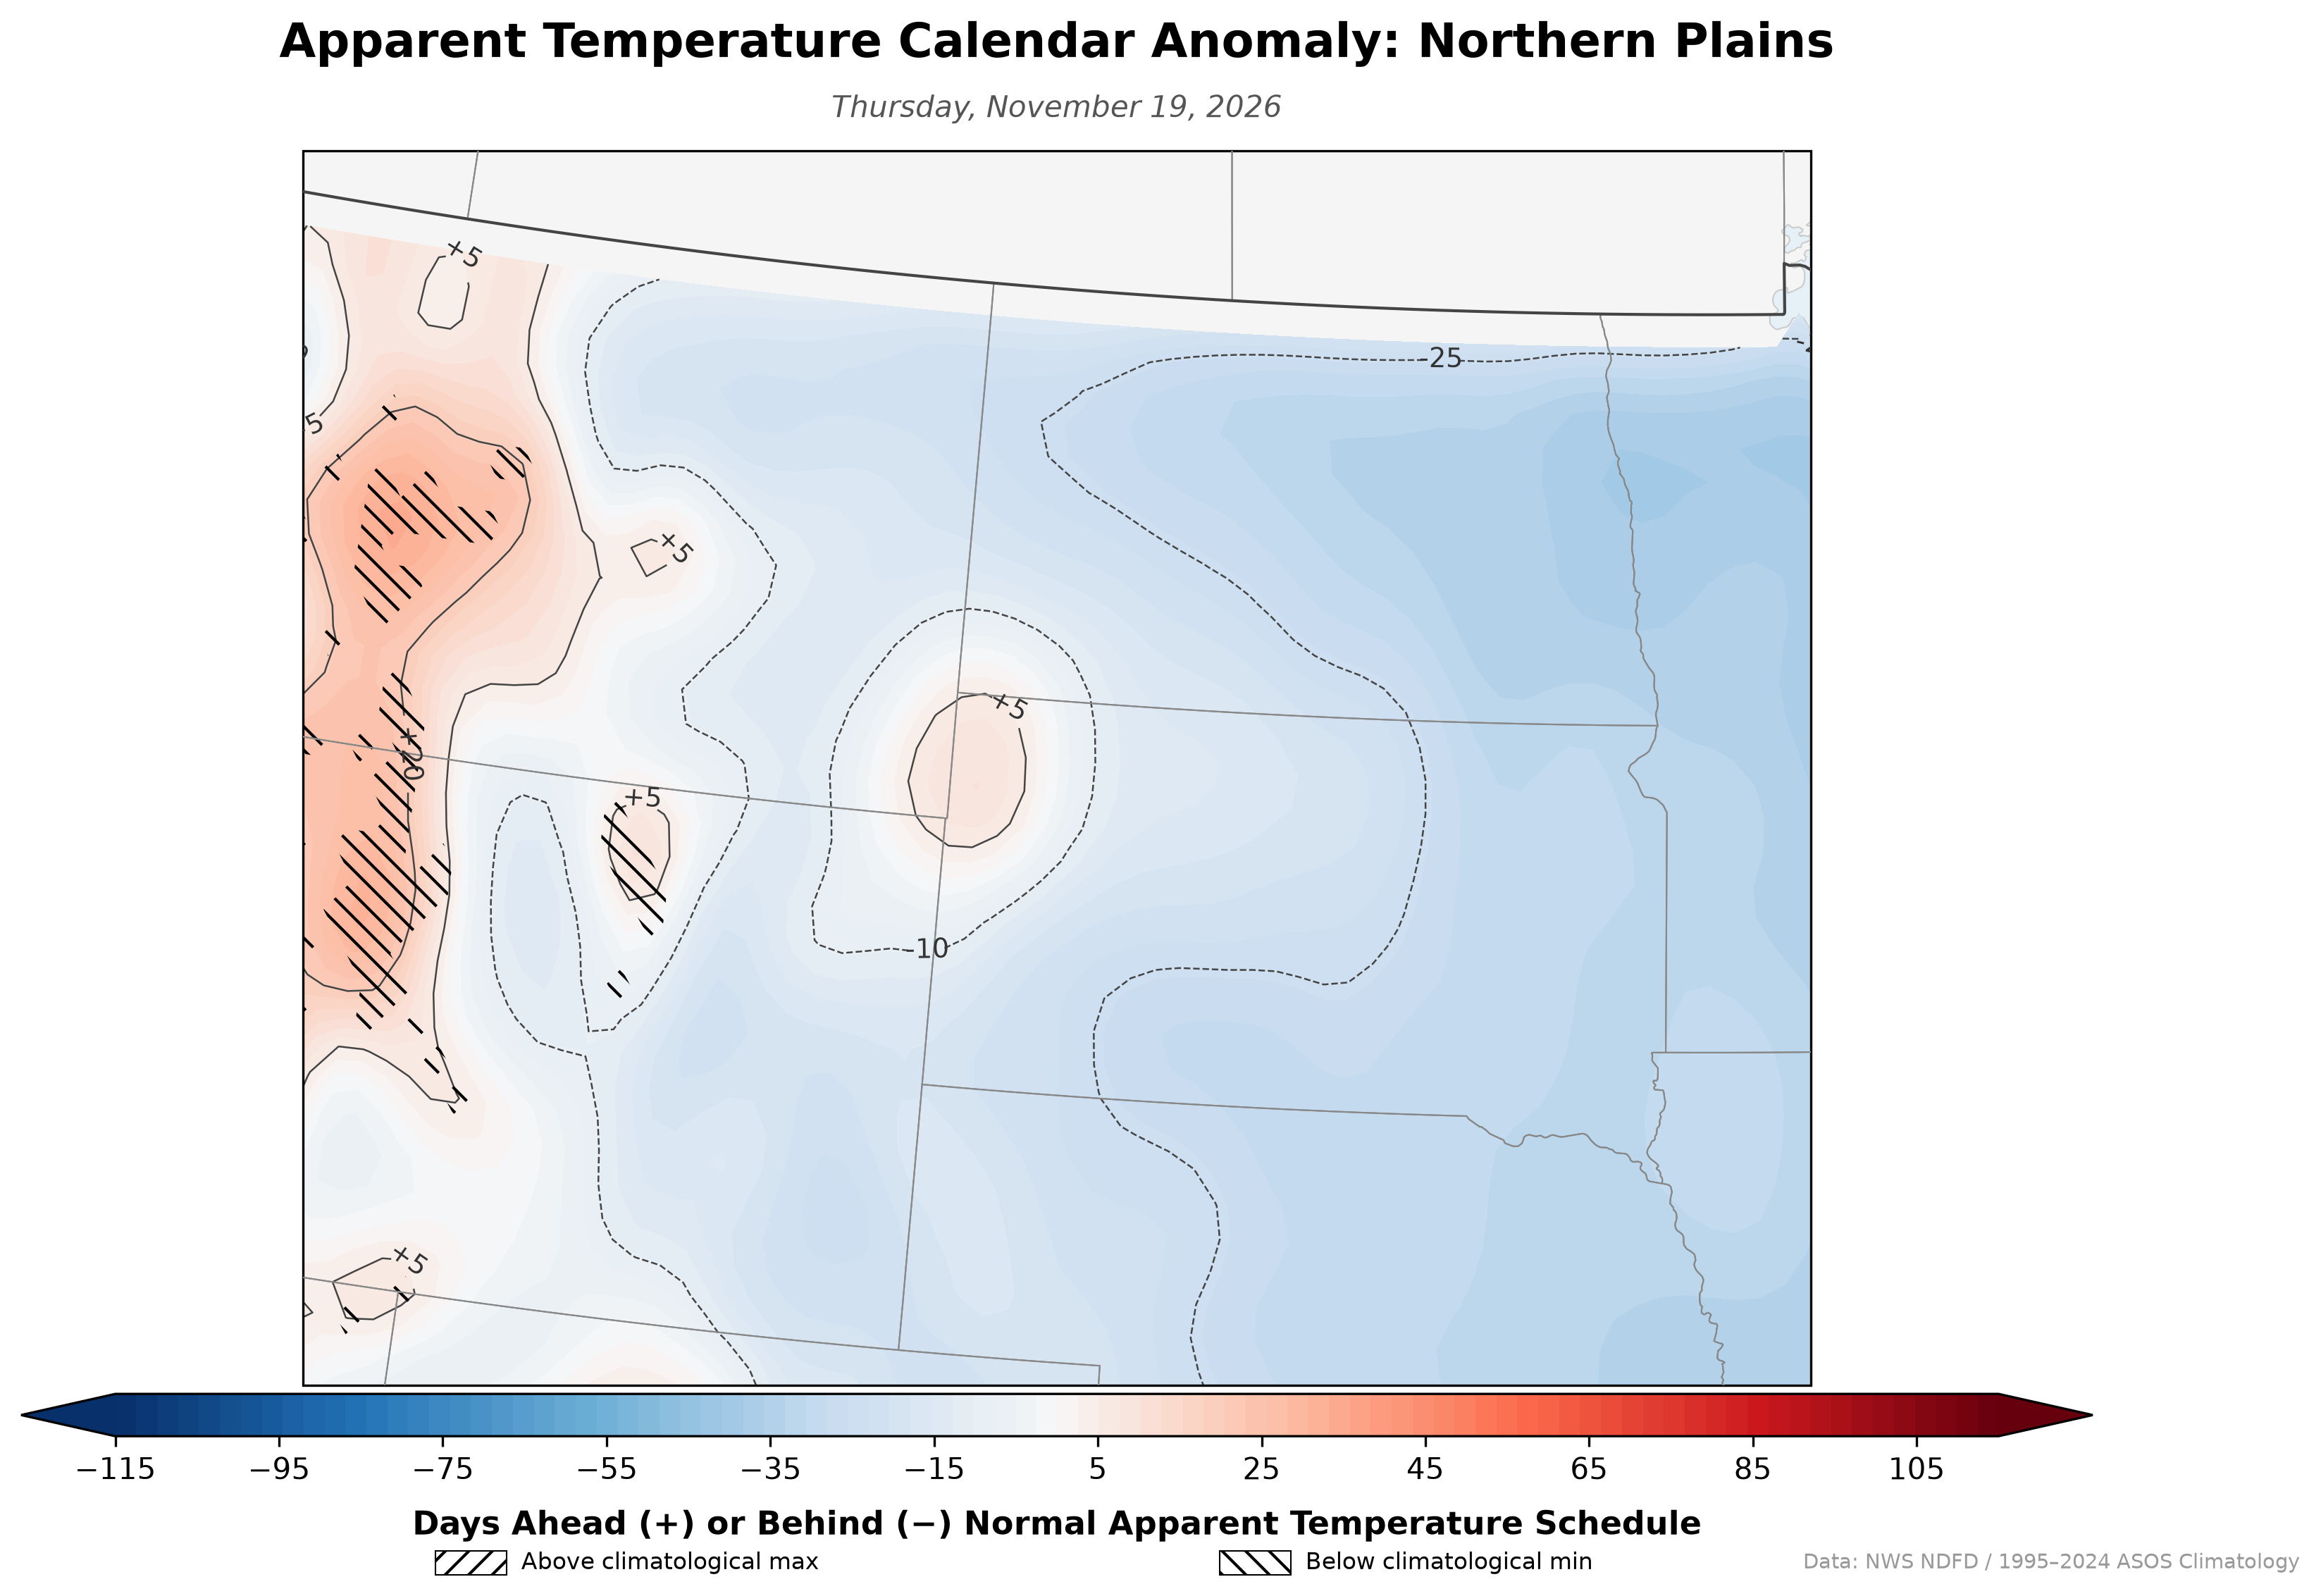 Apparent Temperature Calendar Anomaly: Northern Plains
Thursday, November 19, 2026
+5
-25
5
+5
+20
+5
+5
-10
+5
−115 −95 −75 −55 −35 −15 5 25 45 65 85 105
Days Ahead (+) or Behind (−) Normal Apparent Temperature Schedule
Above climatological max
Below climatological min
Data: NWS NDFD / 1995–2024 ASOS Climatology